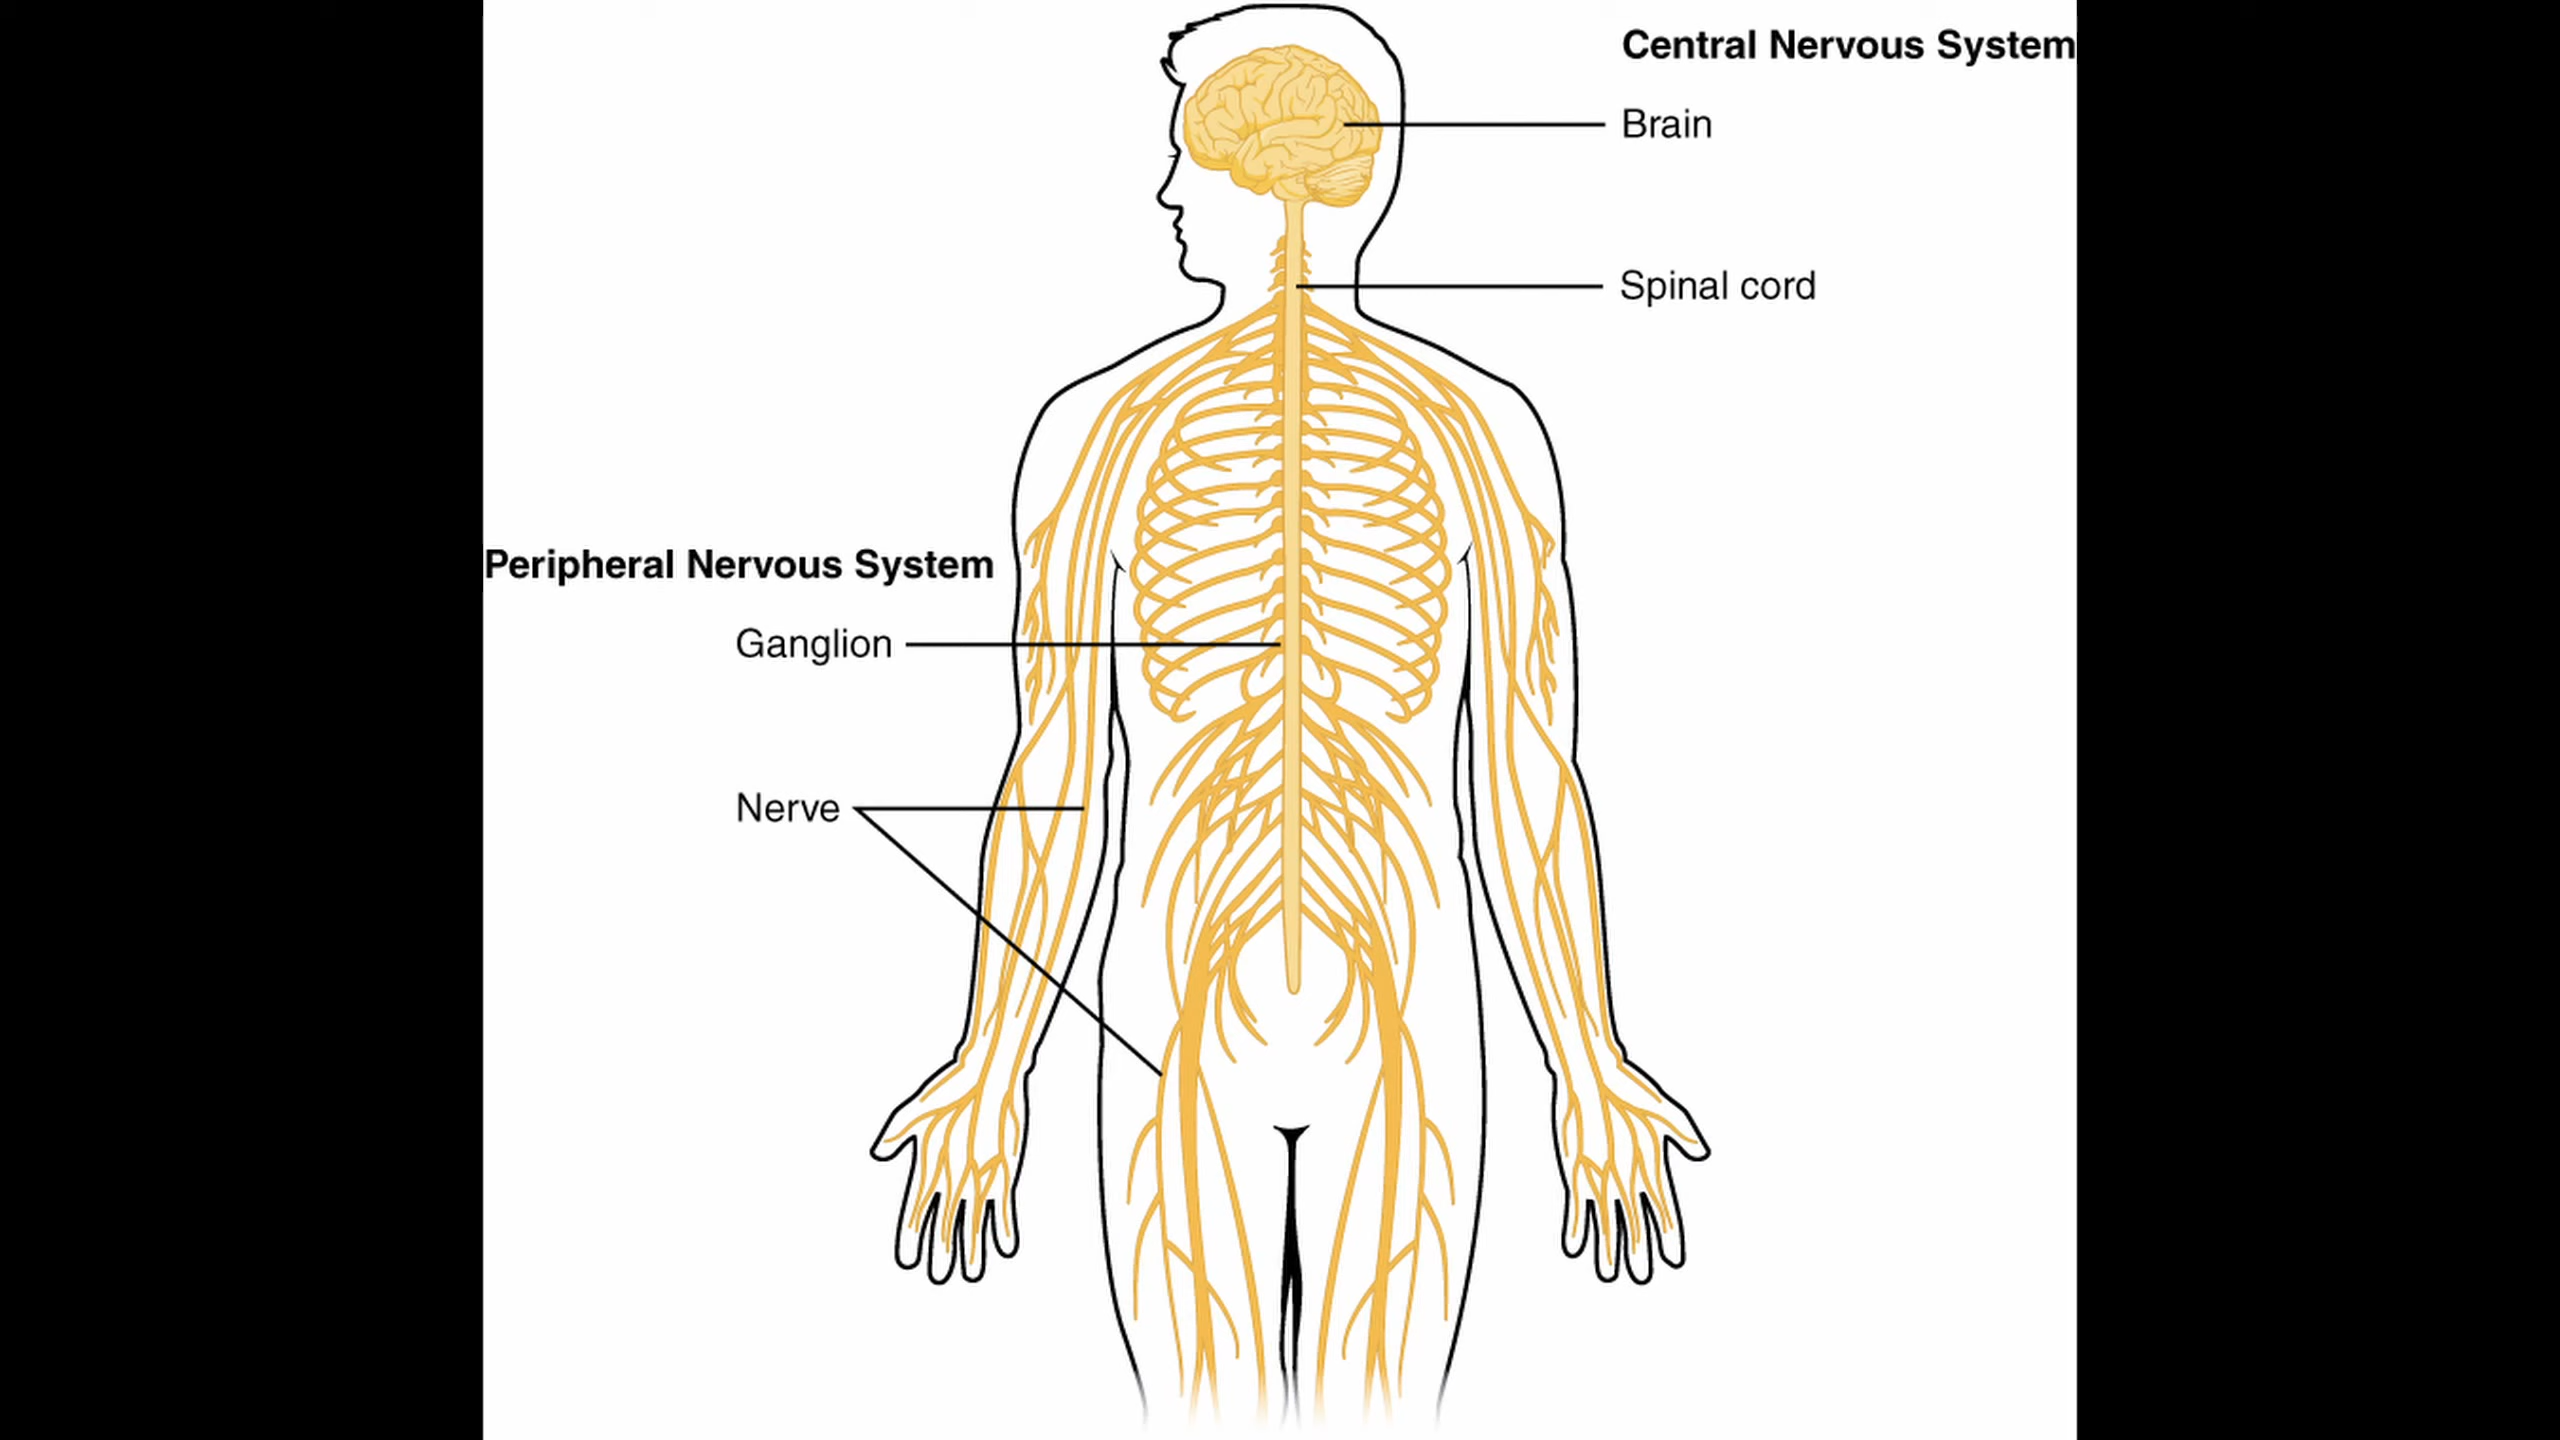 Central Nervous System
Brain
Spinal cord
Peripheral Nervous System
Ganglion
Nerve